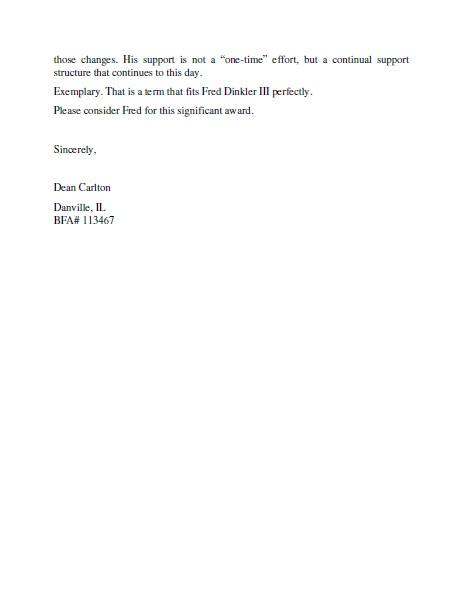 those changes. His support is not a “one-time” effort, but a continual support
structure that continues to this day.
Exemplary. That is a term that fits Fred Dinkler III perfectly.
Please consider Fred for this significant award.
Sincerely,
Dean Carlton
Danville, IL
BFA# 113467